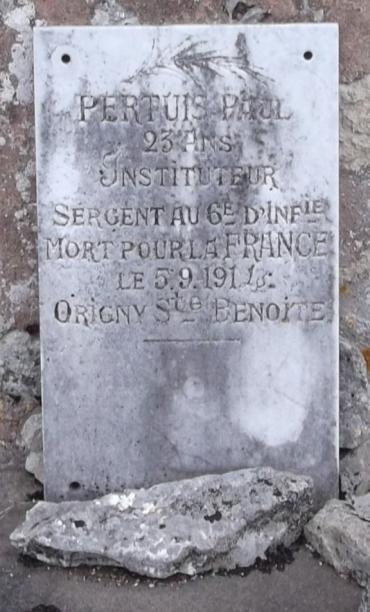 PERTUIS PAUL
23 ANS
INSTITUTEUR
SERGENT AU 6E D'INFIE
MORT POUR LA FRANCE
LE 5.9.1914
ORIGNY STE BENOITE